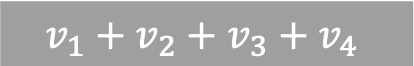 𝑣₁ + 𝑣₂ + 𝑣₃ + 𝑣₄